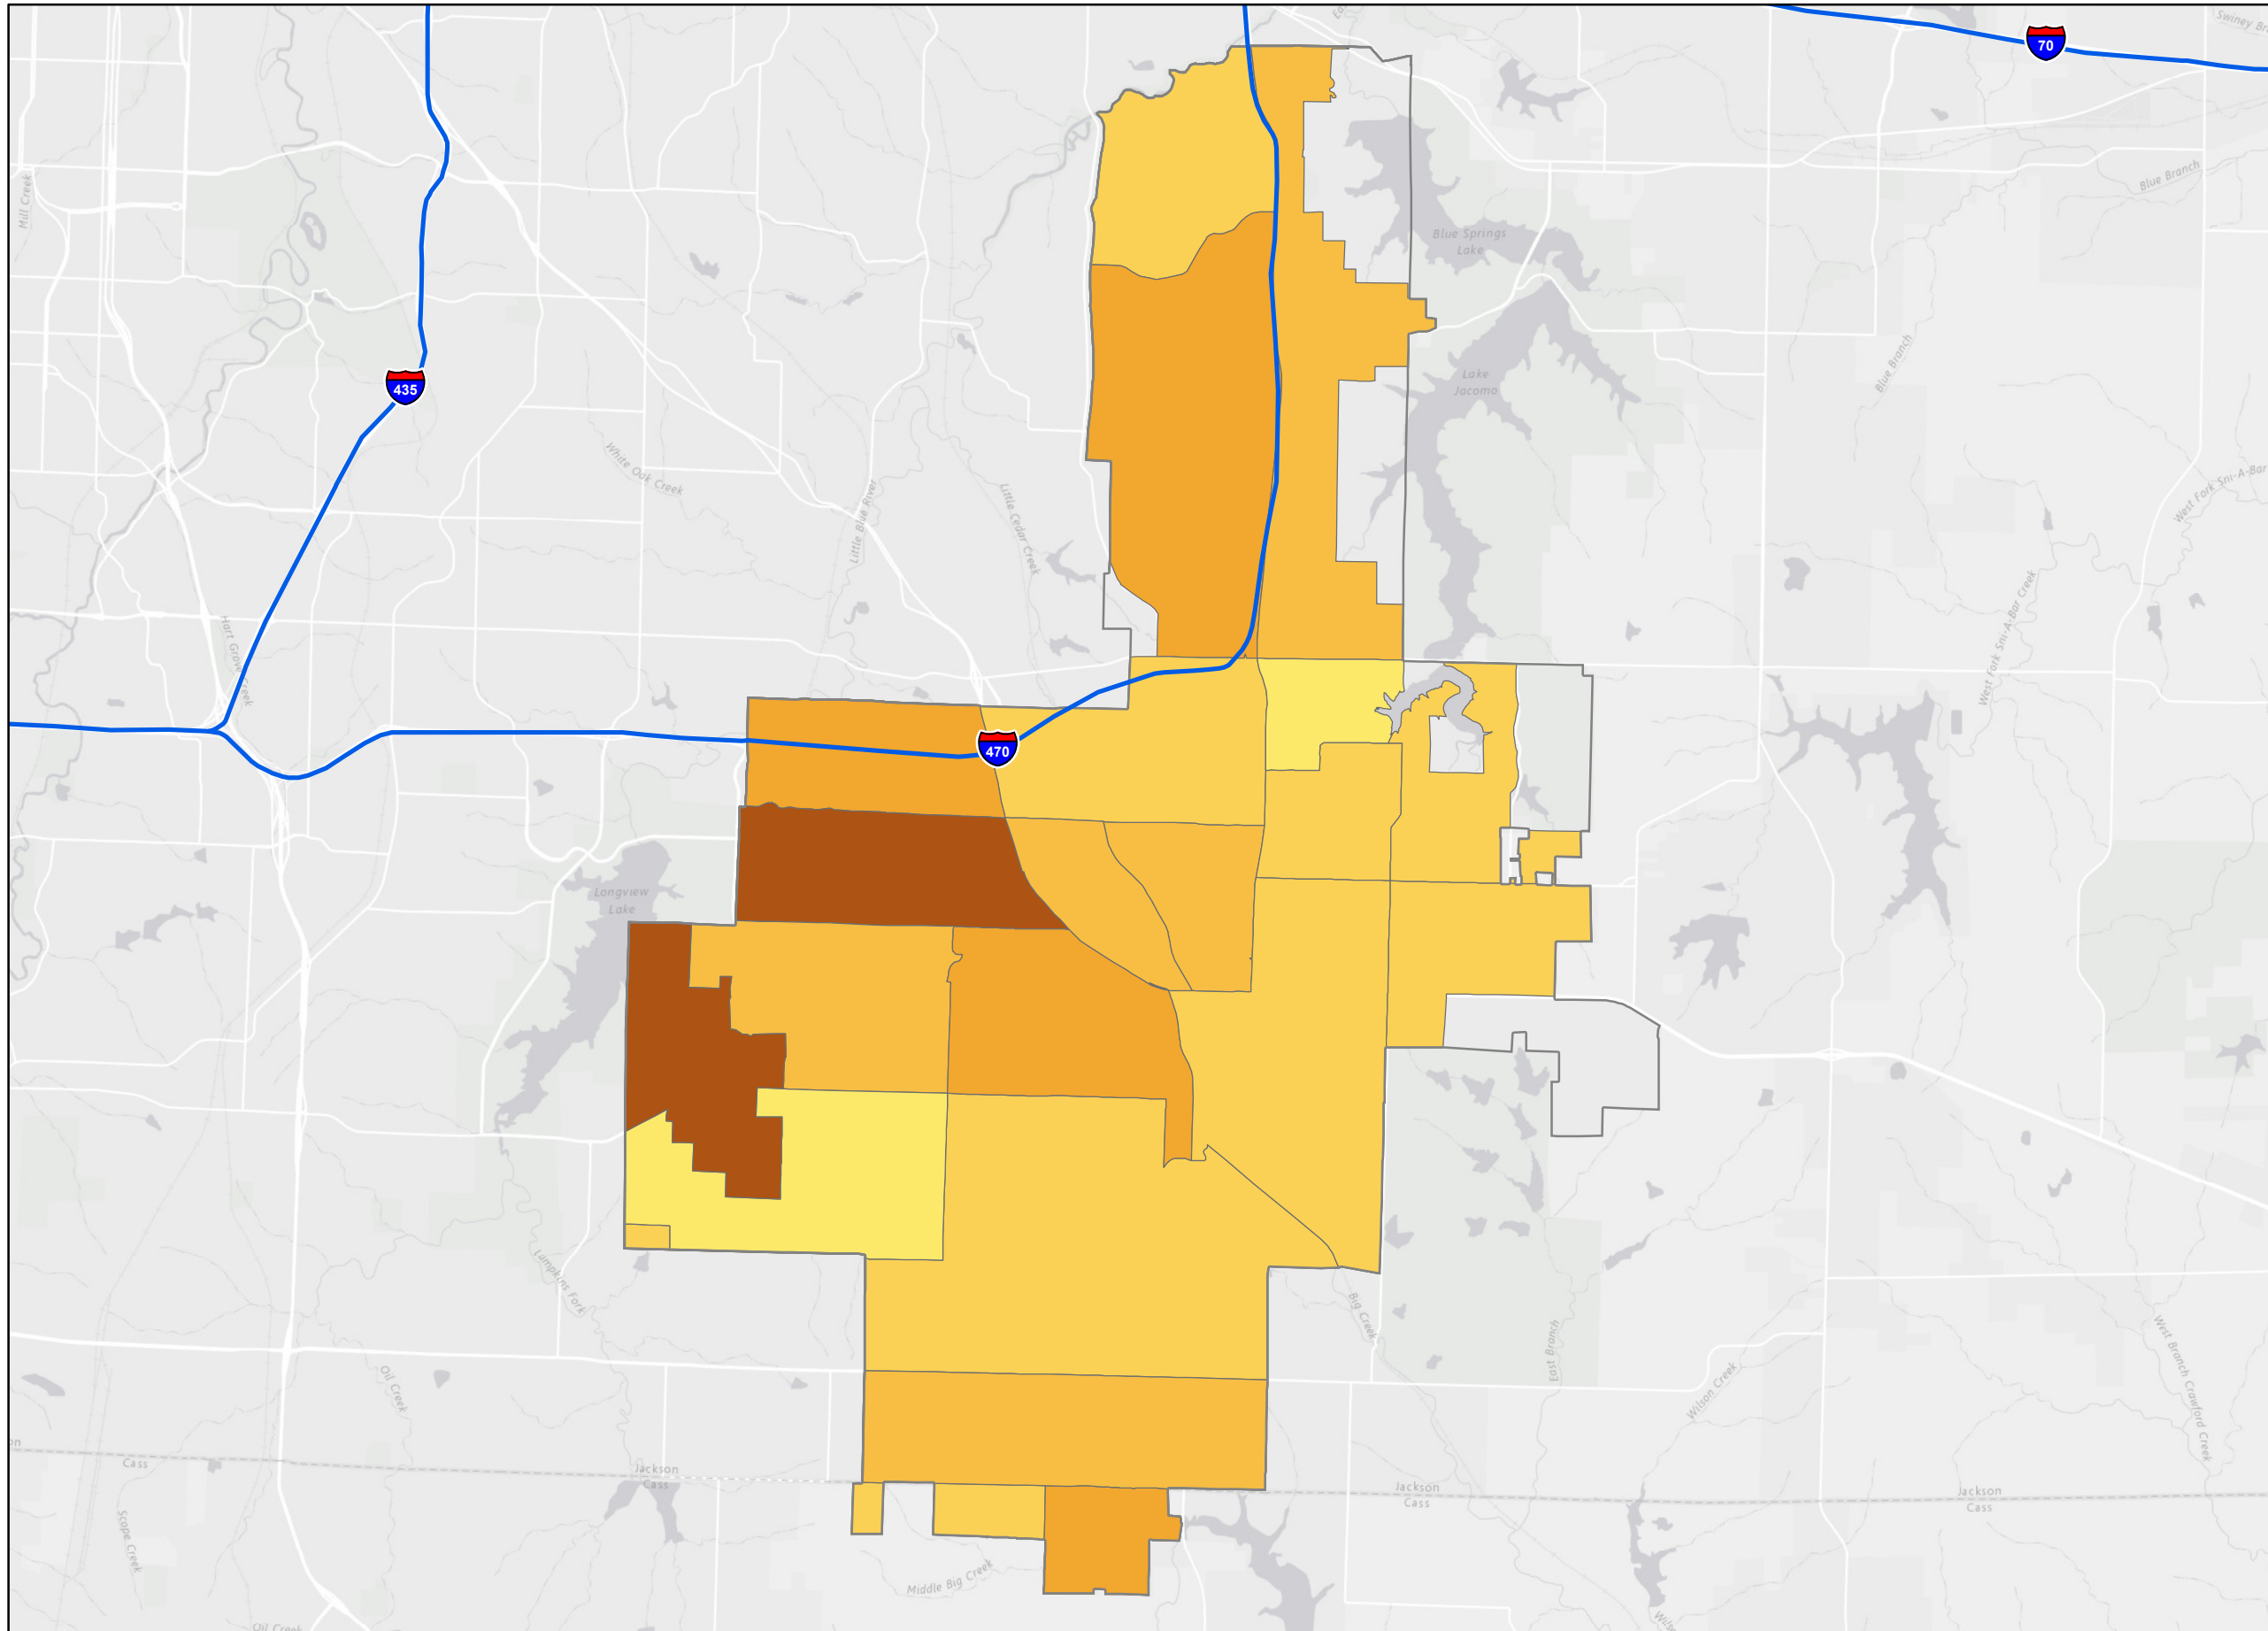 70
Swiney Br
Blue Branch
Mill Creek
Blue Springs
Lake
435
Lake
Jacomo
Blue Branch
White Oak Creek
Little Blue River
Little Cedar Creek
West Fork Sni-A-Bar
West Fork Sni-A-Bar Creek
Hart Grove Creek
470
Longview
Lake
Lumpkins Fork
Big Creek
East Branch
West Branch Crawford Creek
Oil Creek
Wilson Creek
Cass
Jackson
Cass
Jackson
Cass
Jackson
Cass
Scope Creek
Middle Big Creek
Oil Creek